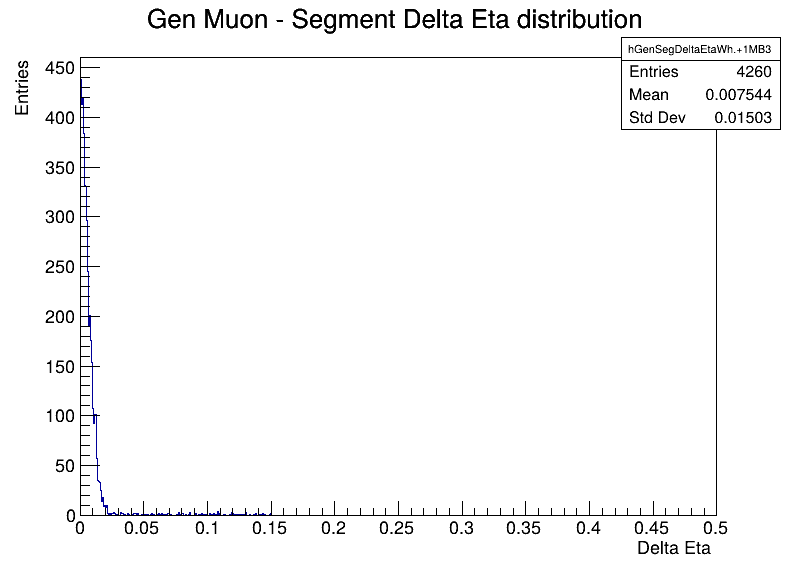 Gen Muon - Segment Delta Eta distribution
hGenSegDeltaEtaWh.+1MB3
Entries 4260
Mean 0.007544
Std Dev 0.01503
Entries
450
400
350
300
250
200
150
100
50
0
0 0.05 0.1 0.15 0.2 0.25 0.3 0.35 0.4 0.45 0.5
Delta Eta